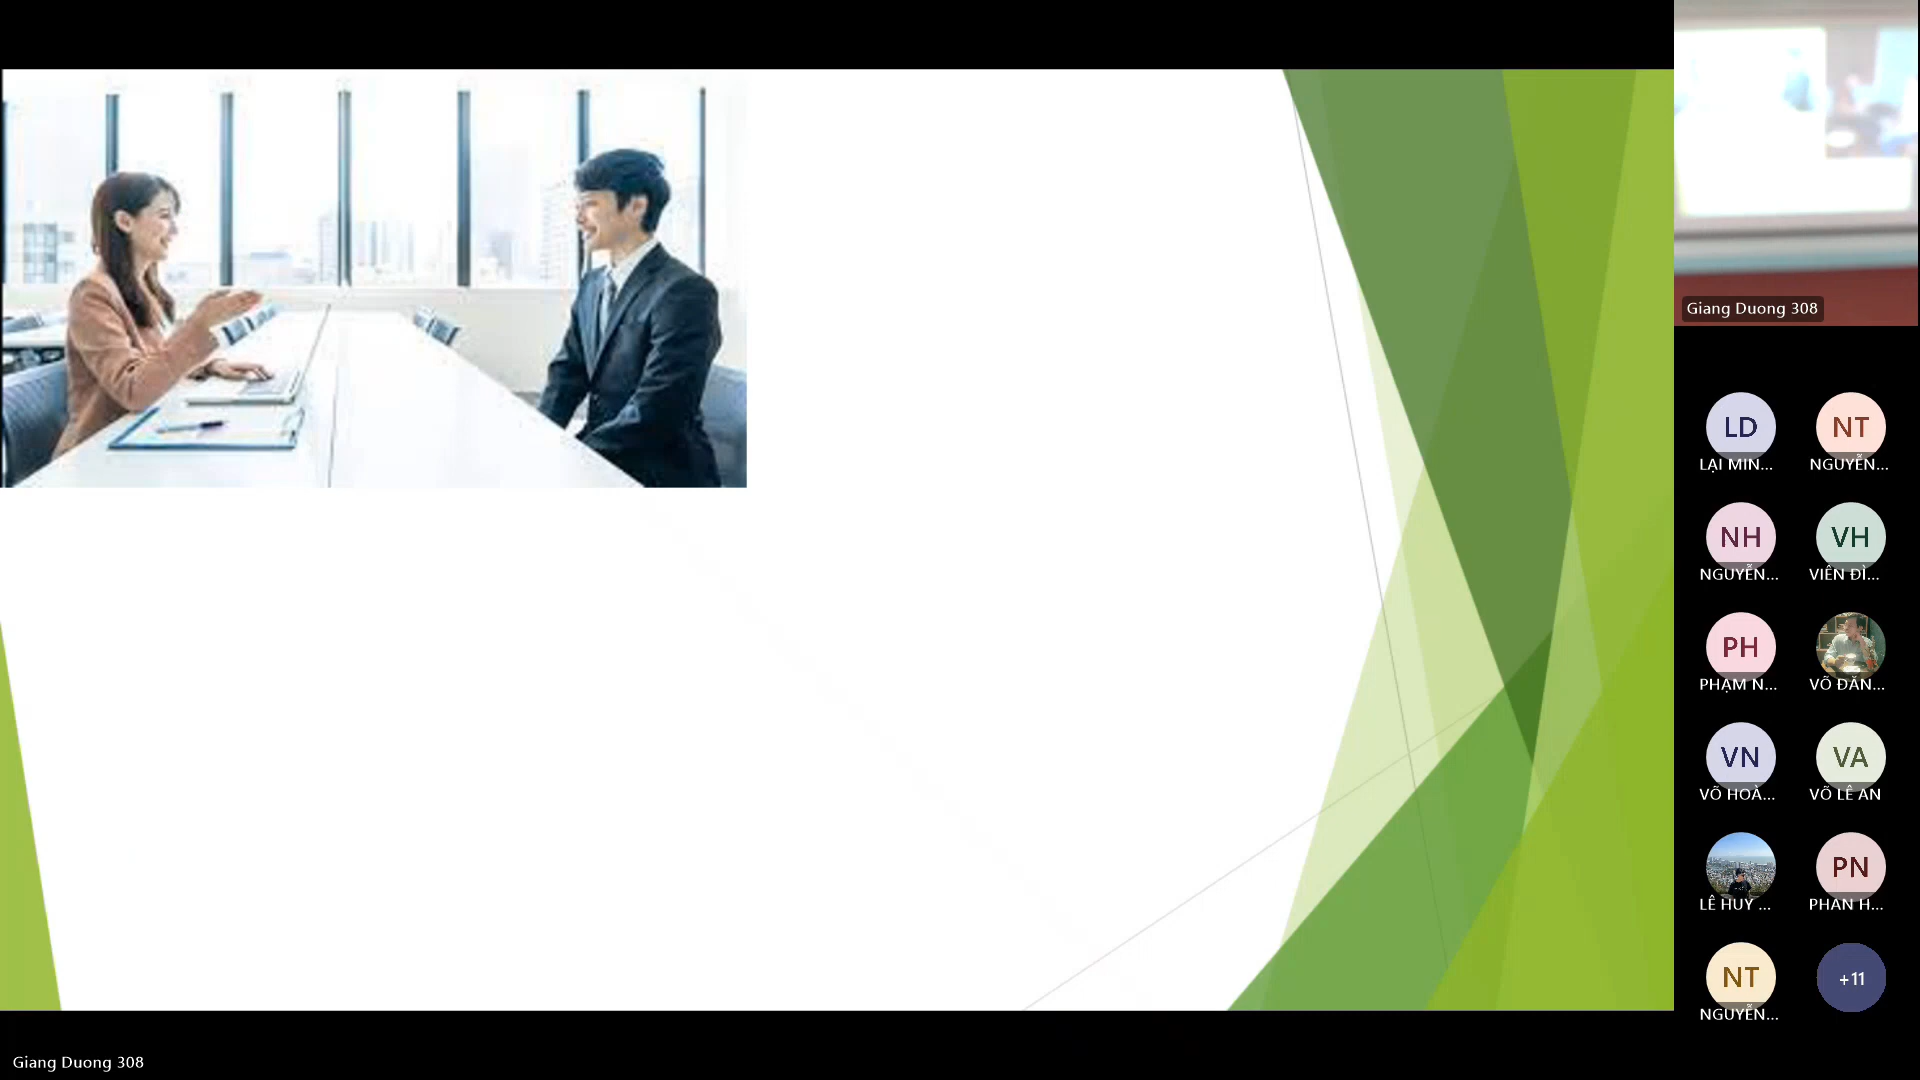 Giang Duong 308
LD
LẠI MIN...
NT
NGUYỄN...
NH
NGUYỄN...
VH
VIÊN ĐÌ...
PH
PHẠM N...
VÕ ĐĂN...
VN
VÕ HOÀ...
VA
VÕ LÊ AN
LÊ HUY ...
PN
PHAN H...
NT
NGUYỄN...
+11
Giang Duong 308